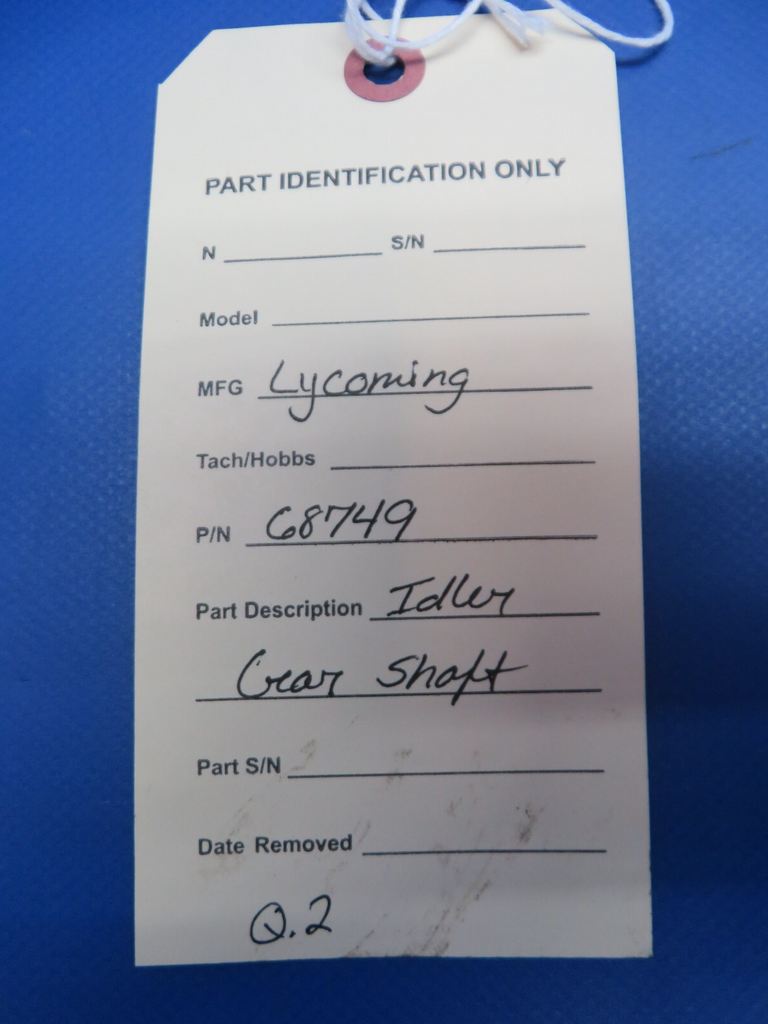 PART IDENTIFICATION ONLY
N S/N
Model
MFG Lycoming
Tach/Hobbs
P/N 68749
Part Description Idler
Gear Shaft
Part S/N
Date Removed
Q.2